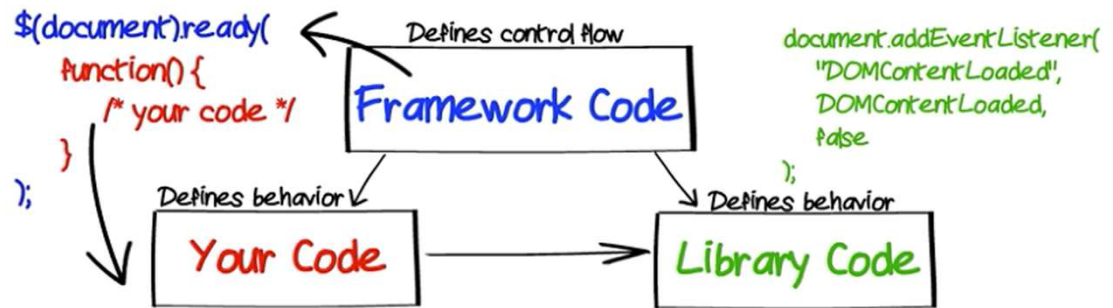 $(document).ready(
function() {
/* your code */
}
);
Defines control flow
Framework Code
document.addEventListener(
"DOMContentLoaded",
DOMContentLoaded,
false
);
Defines behavior
Your Code
Defines behavior
Library Code